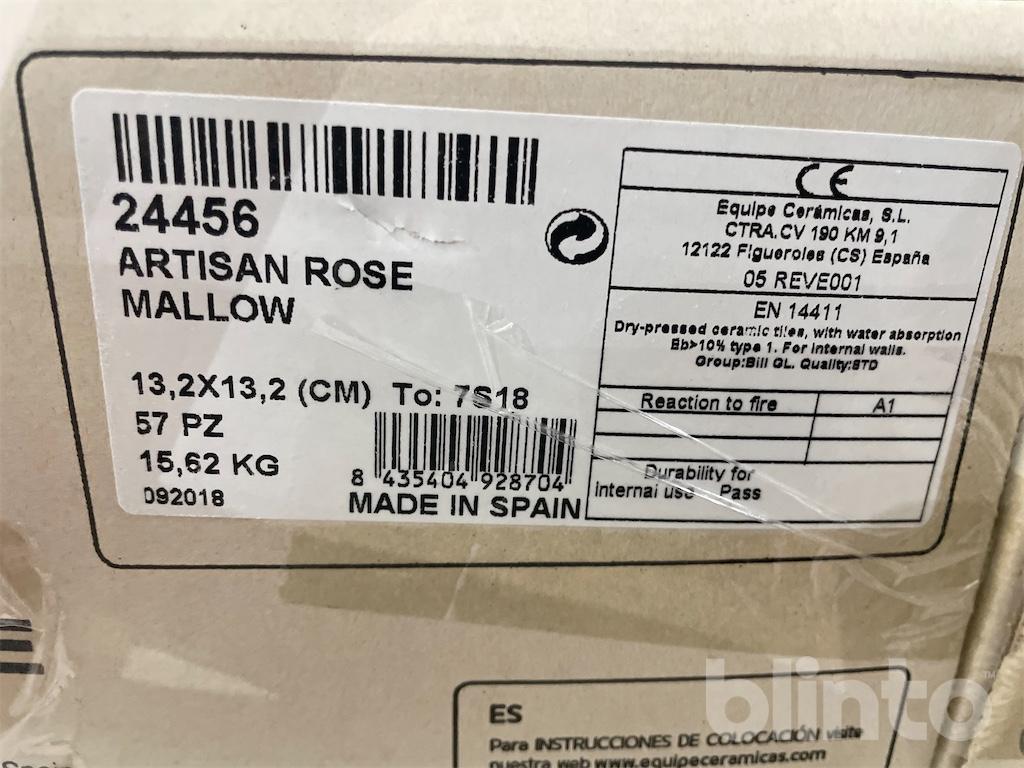 24456
ARTISAN ROSE
MALLOW
13,2X13,2 (CM) To: 7S18
57 PZ
15,62 KG
092018
8 435404 928704
MADE IN SPAIN
CE
Equipe Cerámicas, S.L.
CTRA.CV 190 KM 9,1
12122 Figueroles (CS) España
05 REVE001
EN 14411
Dry-pressed ceramic tiles, with water absorption
Eb>10% type 1. For internal walls.
Group:BIII GL. Quality:STD
Reaction to fire A1
Durability for
internal use Pass
ES
Para INSTRUCCIONES DE COLOCACIÓN visite
nuestra web www.equipeceramicas.com
blinto™
Spain